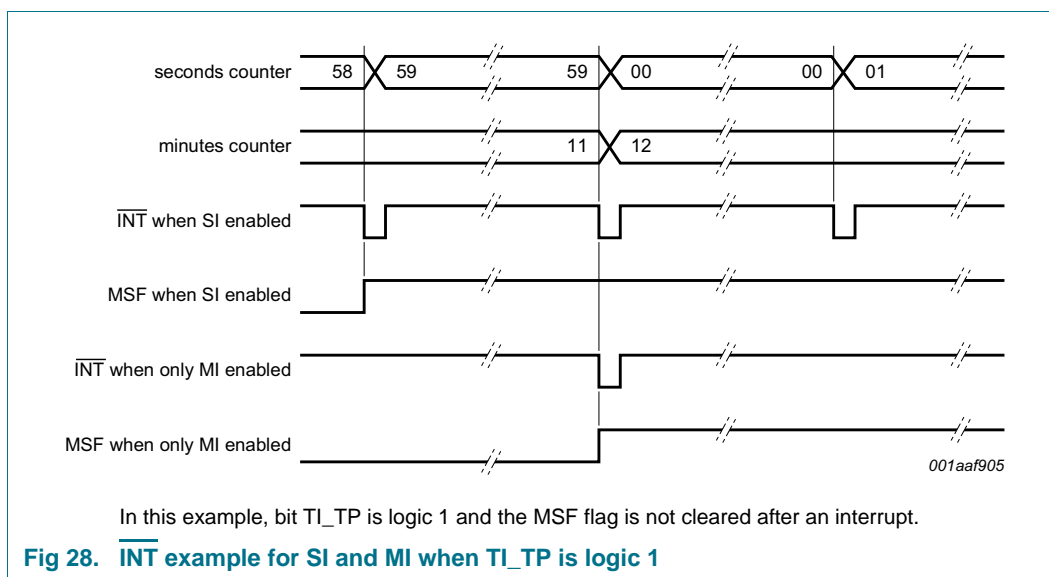 seconds counter 58 59 59 00 00 01
minutes counter 11 12
I̅N̅T̅ when SI enabled
MSF when SI enabled
I̅N̅T̅ when only MI enabled
MSF when only MI enabled
001aaf905
In this example, bit TI_TP is logic 1 and the MSF flag is not cleared after an interrupt.
Fig 28. I̅N̅T̅ example for SI and MI when TI_TP is logic 1